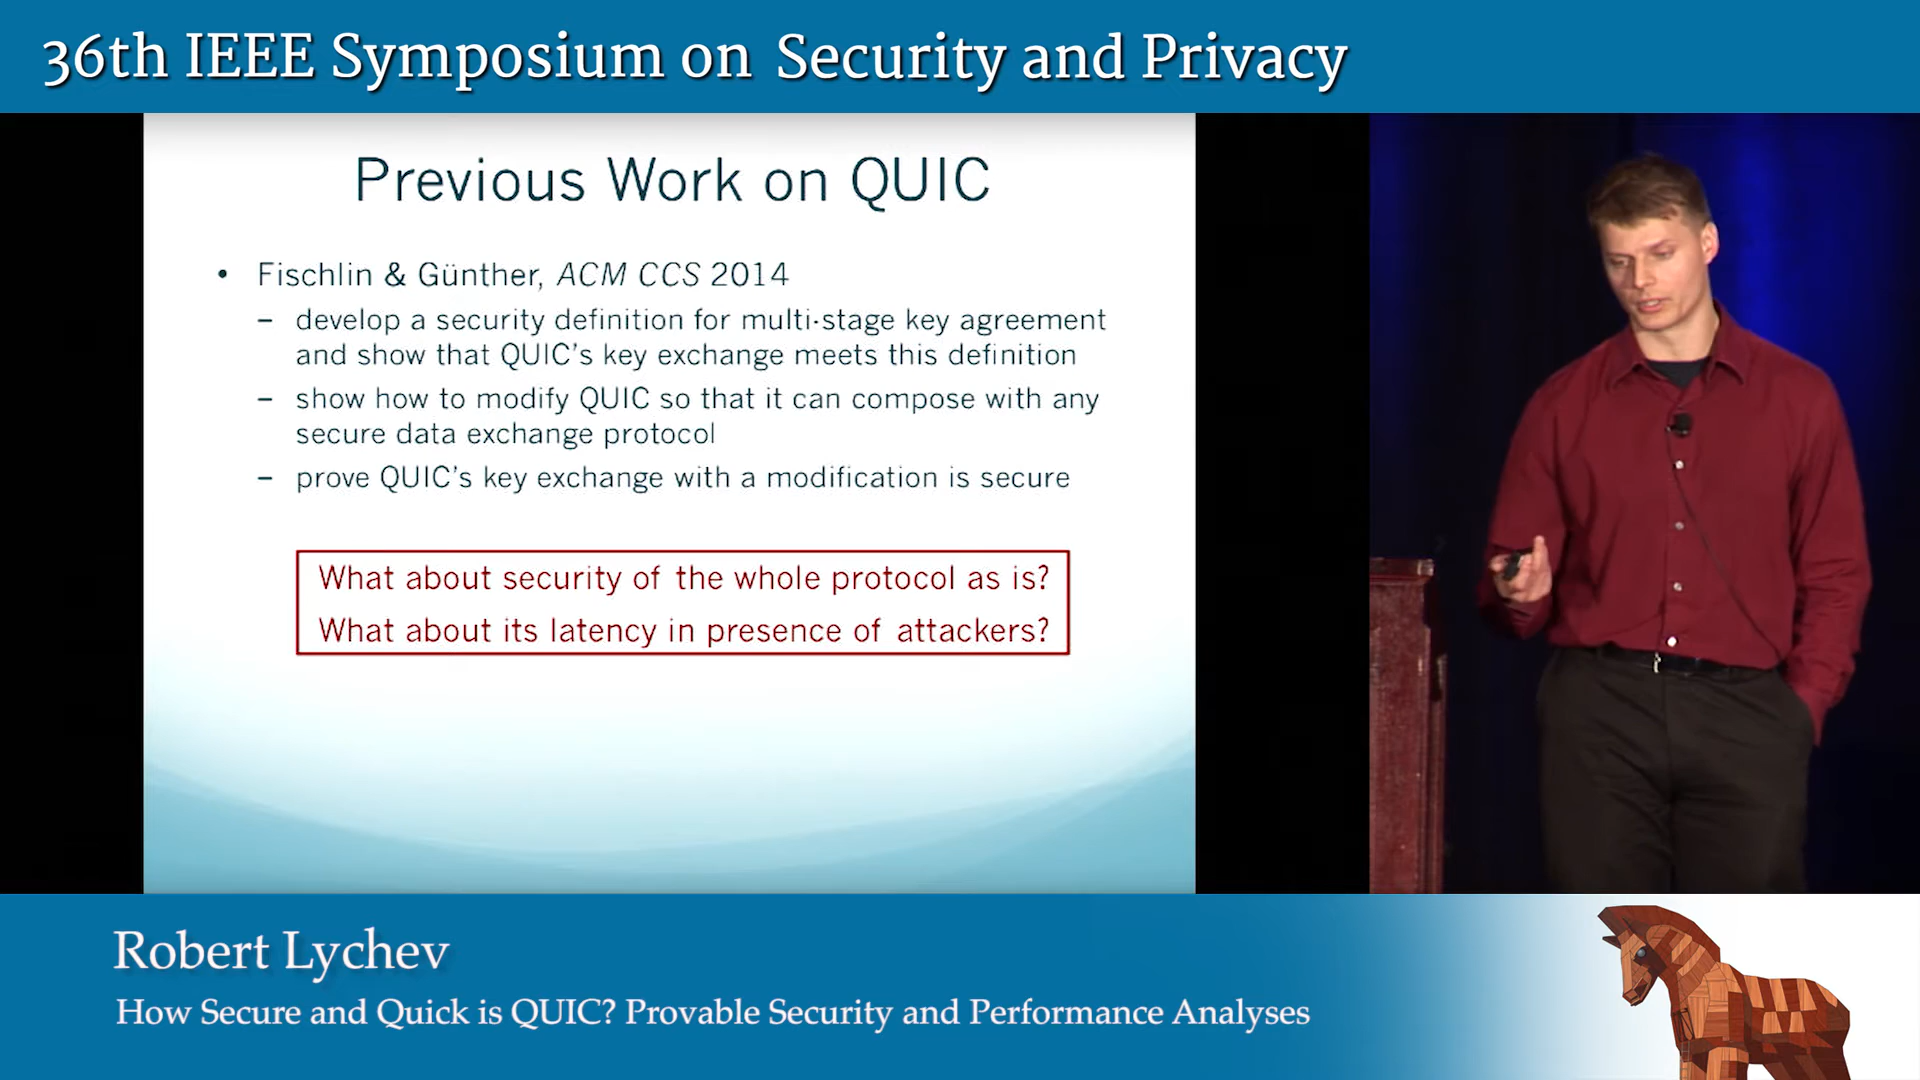 36th IEEE Symposium on Security and Privacy
Previous Work on QUIC
• Fischlin & Günther, ACM CCS 2014
– develop a security definition for multi-stage key agreement
and show that QUIC's key exchange meets this definition
– show how to modify QUIC so that it can compose with any
secure data exchange protocol
– prove QUIC's key exchange with a modification is secure
What about security of the whole protocol as is?
What about its latency in presence of attackers?
Robert Lychev
How Secure and Quick is QUIC? Provable Security and Performance Analyses